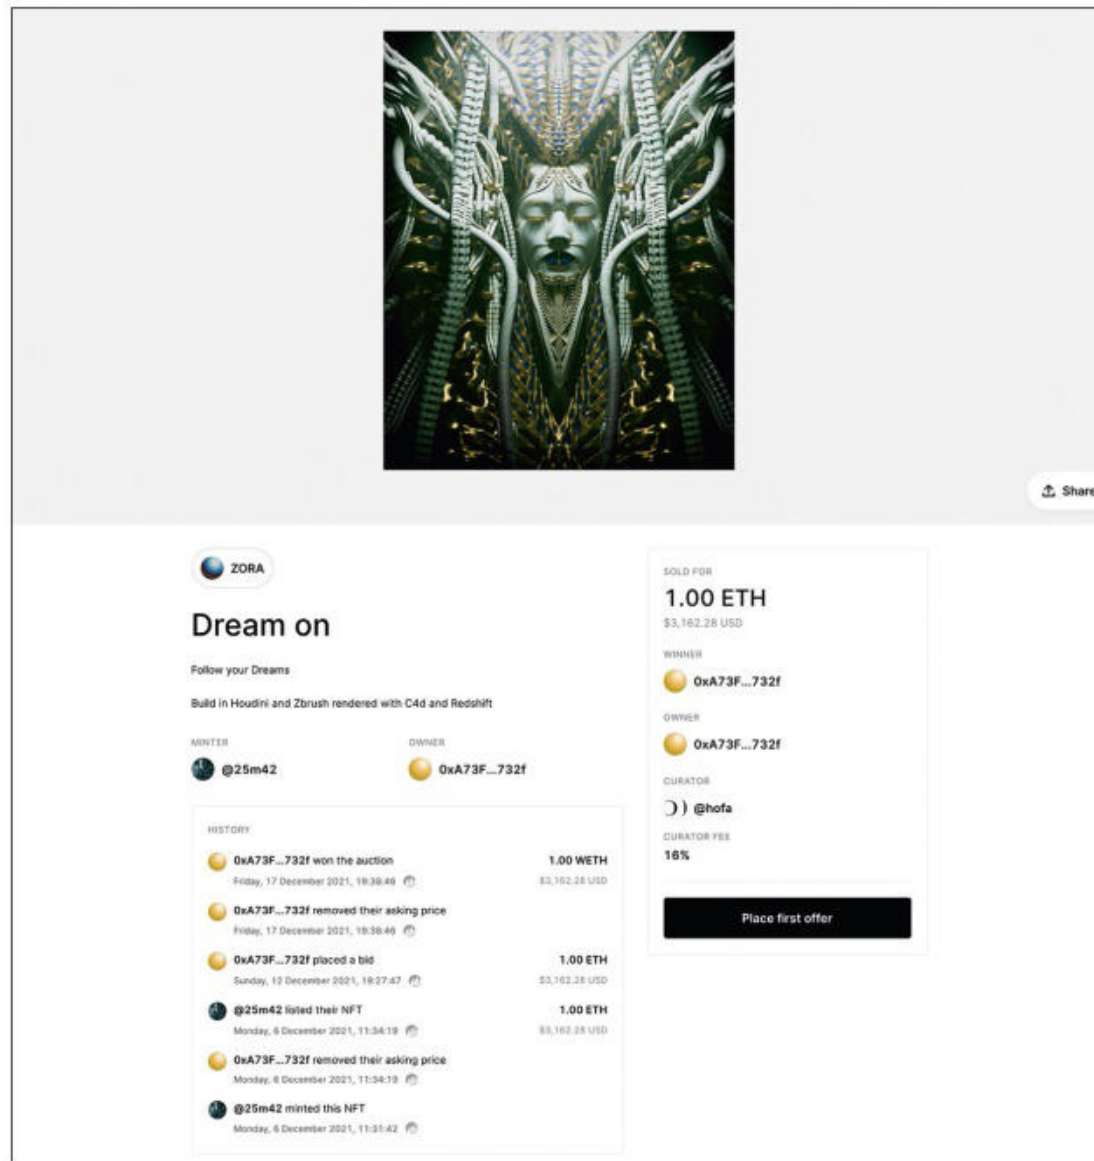 Share
ZORA
Dream on
Follow your Dreams
Build in Houdini and Zbrush rendered with C4d and Redshift
MINTER
@25m42
OWNER
0xA73F...732f
HISTORY
0xA73F...732f won the auction
1.00 WETH
Friday, 17 December 2021, 19:38:46
$3,162.28 USD
0xA73F...732f removed their asking price
Friday, 17 December 2021, 19:38:46
0xA73F...732f placed a bid
1.00 ETH
Sunday, 12 December 2021, 19:27:47
$3,162.28 USD
@25m42 listed their NFT
1.00 ETH
Monday, 6 December 2021, 11:34:19
$3,162.28 USD
0xA73F...732f removed their asking price
Monday, 6 December 2021, 11:34:19
@25m42 minted this NFT
Monday, 6 December 2021, 11:31:42
SOLD FOR
1.00 ETH
$3,162.28 USD
WINNER
0xA73F...732f
OWNER
0xA73F...732f
CURATOR
@hofa
CURATOR FEE
16%
Place first offer